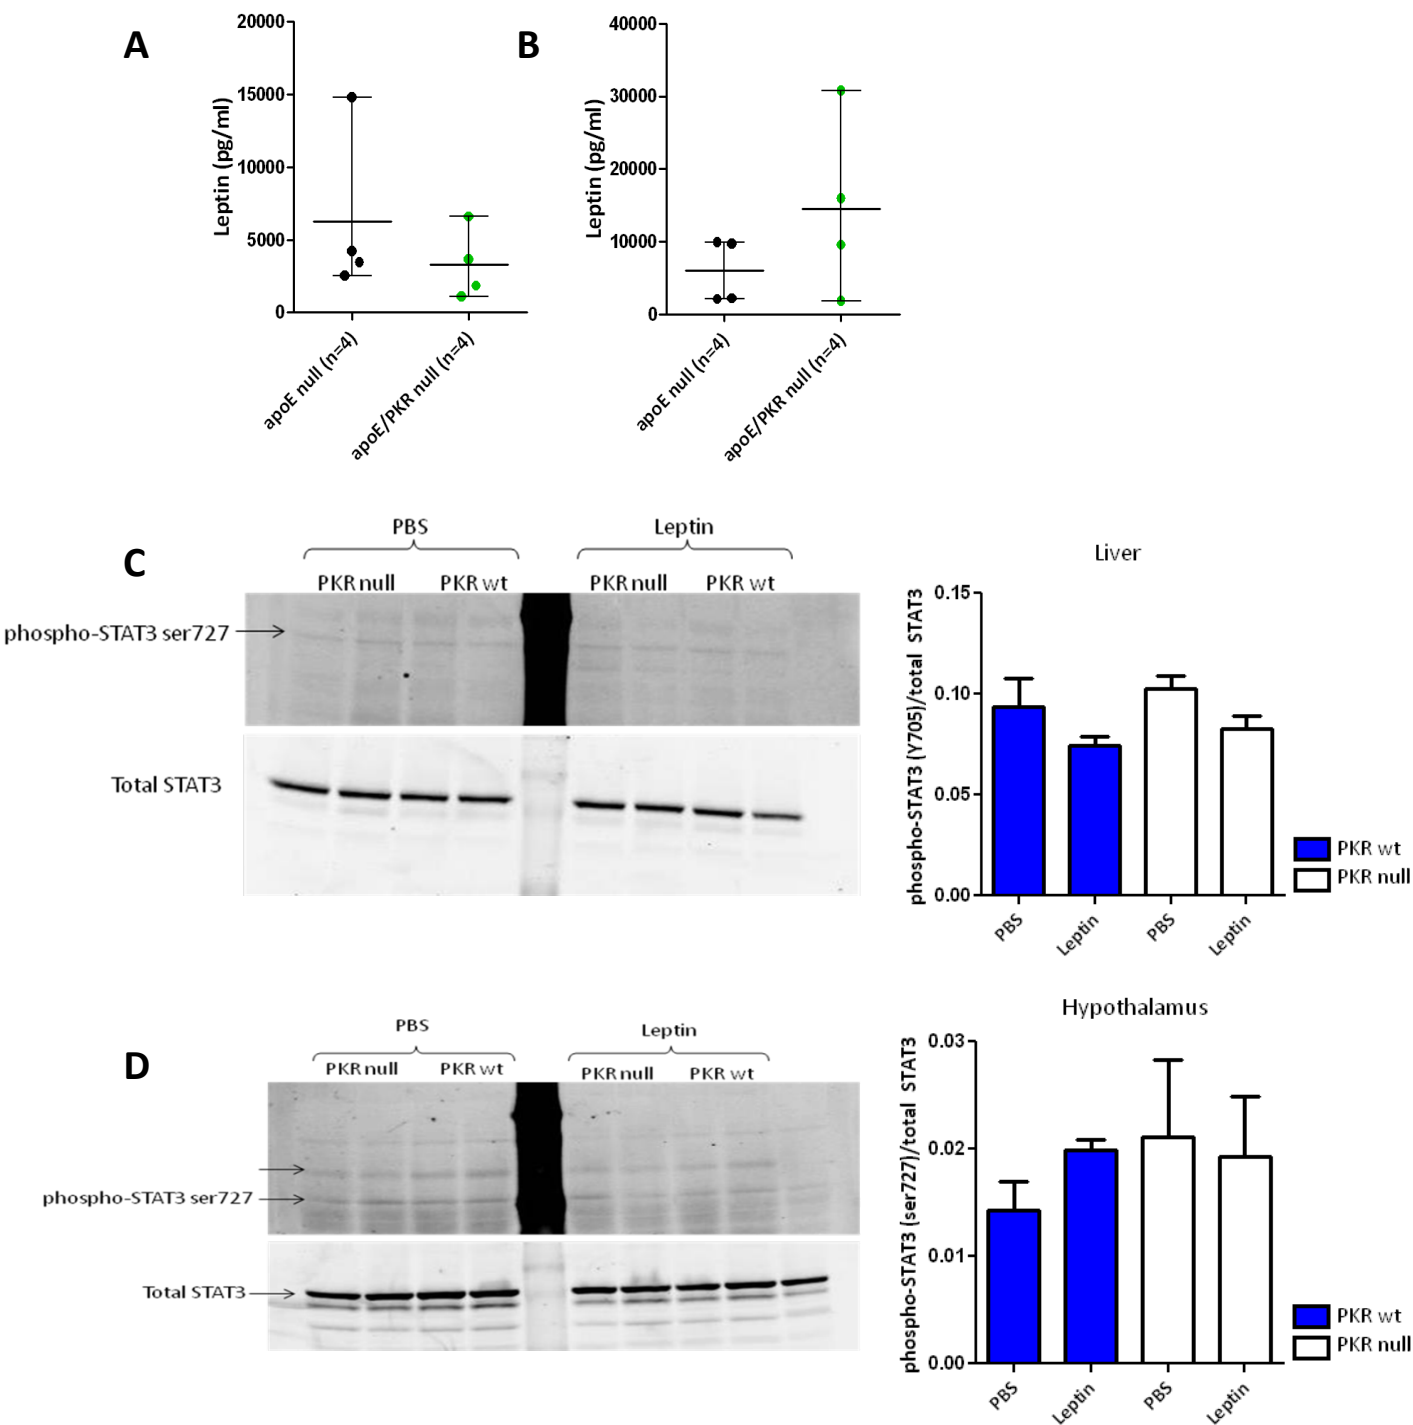 A
Leptin (pg/ml)
20000
15000
10000
5000
0
apoE null (n=4)
apoE/PKR null (n=4)
B
Leptin (pg/ml)
40000
30000
20000
10000
0
apoE null (n=4)
apoE/PKR null (n=4)
C
PBS
Leptin
PKR null
PKR wt
PKR null
PKR wt
phospho-STAT3 ser727
Total STAT3
Liver
phospho-STAT3 (Y705)/total STAT3
0.15
0.10
0.05
0.00
PBS
Leptin
PBS
Leptin
PKR wt
PKR null
D
PBS
Leptin
PKR null
PKR wt
PKR null
PKR wt
phospho-STAT3 ser727
Total STAT3
Hypothalamus
phospho-STAT3 (ser727)/total STAT3
0.03
0.02
0.01
0.00
PBS
Leptin
PBS
Leptin
PKR wt
PKR null